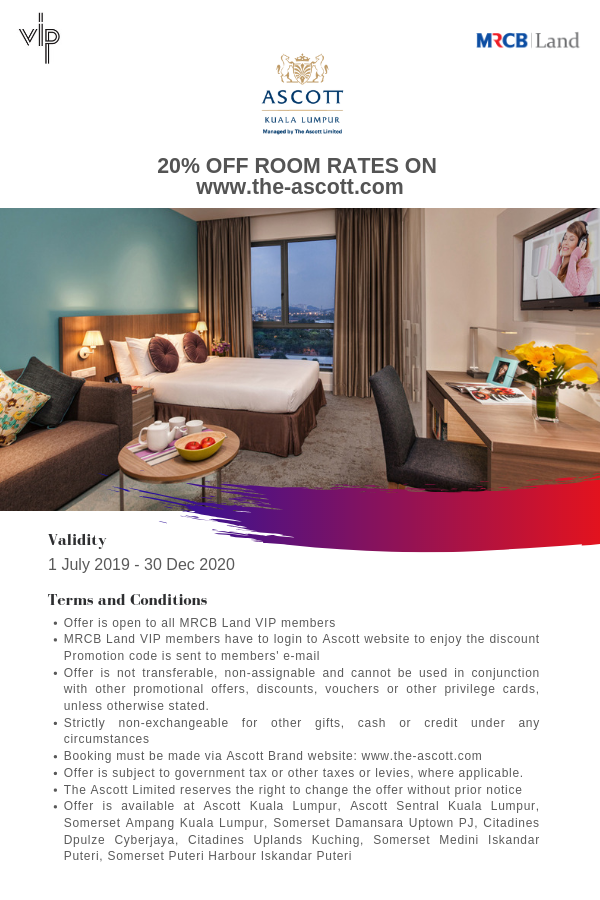 VIP
MRCB Land
ASCOTT
KUALA LUMPUR
Managed by The Ascott Limited
20% OFF ROOM RATES ON
www.the-ascott.com
Validity
1 July 2019 - 30 Dec 2020
Terms and Conditions
• Offer is open to all MRCB Land VIP members
• MRCB Land VIP members have to login to Ascott website to enjoy the discount
Promotion code is sent to members' e-mail
• Offer is not transferable, non-assignable and cannot be used in conjunction
with other promotional offers, discounts, vouchers or other privilege cards,
unless otherwise stated.
• Strictly non-exchangeable for other gifts, cash or credit under any
circumstances
• Booking must be made via Ascott Brand website: www.the-ascott.com
• Offer is subject to government tax or other taxes or levies, where applicable.
• The Ascott Limited reserves the right to change the offer without prior notice
• Offer is available at Ascott Kuala Lumpur, Ascott Sentral Kuala Lumpur,
Somerset Ampang Kuala Lumpur, Somerset Damansara Uptown PJ, Citadines
Dpulze Cyberjaya, Citadines Uplands Kuching, Somerset Medini Iskandar
Puteri, Somerset Puteri Harbour Iskandar Puteri